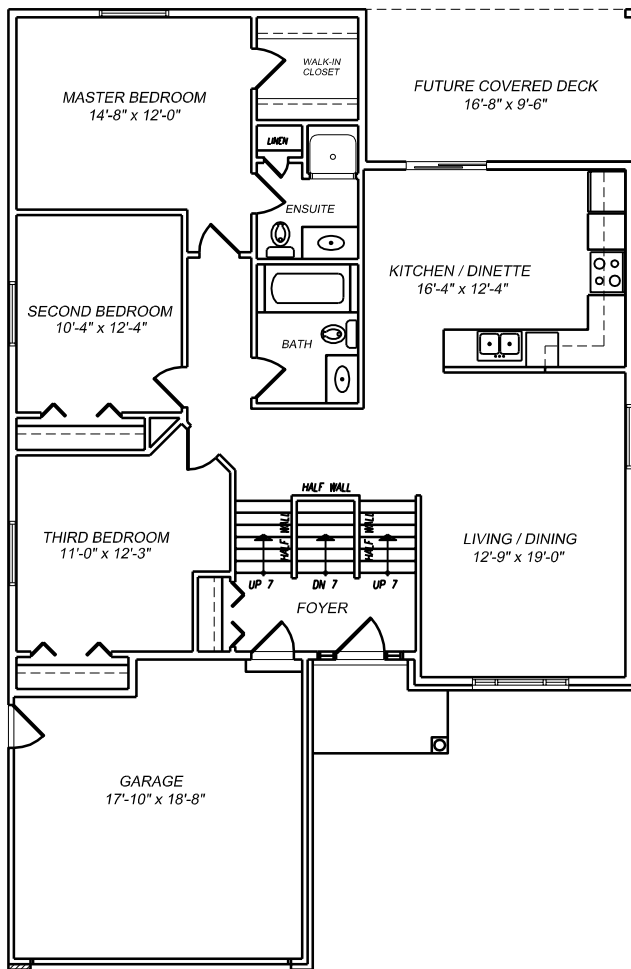 WALK-IN
CLOSET
MASTER BEDROOM
14'-8" x 12'-0"
FUTURE COVERED DECK
16'-8" x 9'-6"
LINEN
ENSUITE
KITCHEN / DINETTE
16'-4" x 12'-4"
SECOND BEDROOM
10'-4" x 12'-4"
BATH
HALF WALL
THIRD BEDROOM
11'-0" x 12'-3"
HALF WALL
HALF WALL
LIVING / DINING
12'-9" x 19'-0"
UP 7
DN 7
UP 7
FOYER
GARAGE
17'-10" x 18'-8"